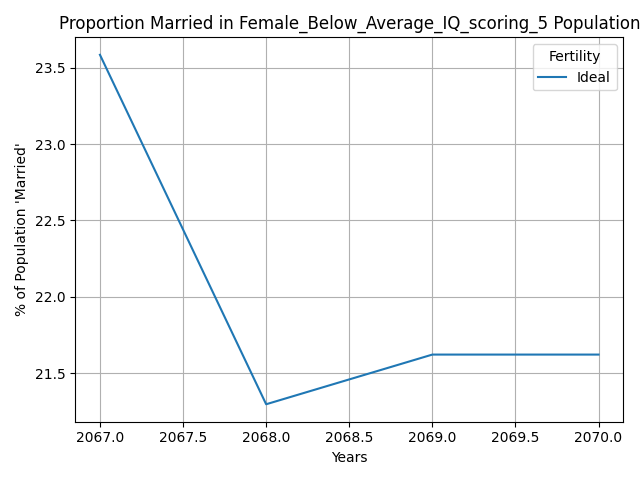 Proportion Married in Female_Below_Average_IQ_scoring_5 Population
Fertility
Ideal
% of Population 'Married'
23.5
23.0
22.5
22.0
21.5
2067.0 2067.5 2068.0 2068.5 2069.0 2069.5 2070.0
Years